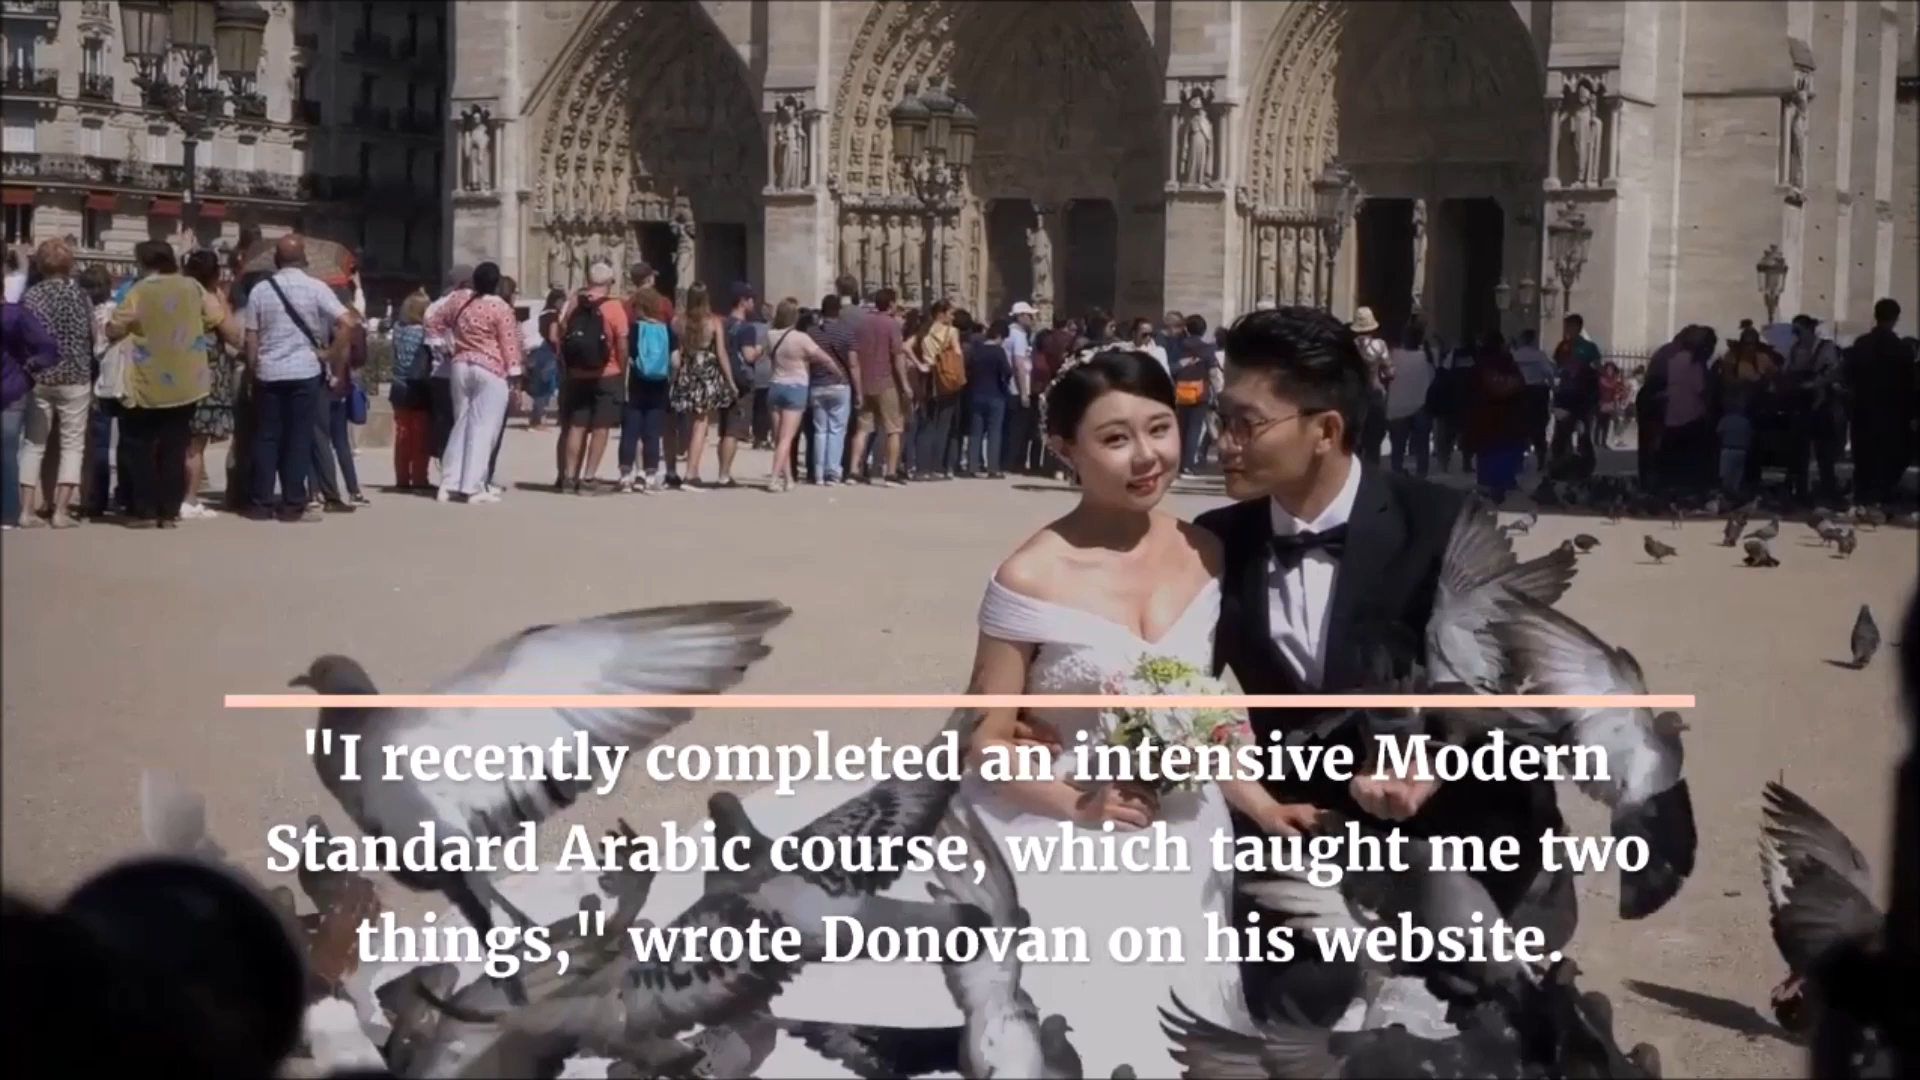 "I recently completed an intensive Modern
Standard Arabic course, which taught me two
things," wrote Donovan on his website.